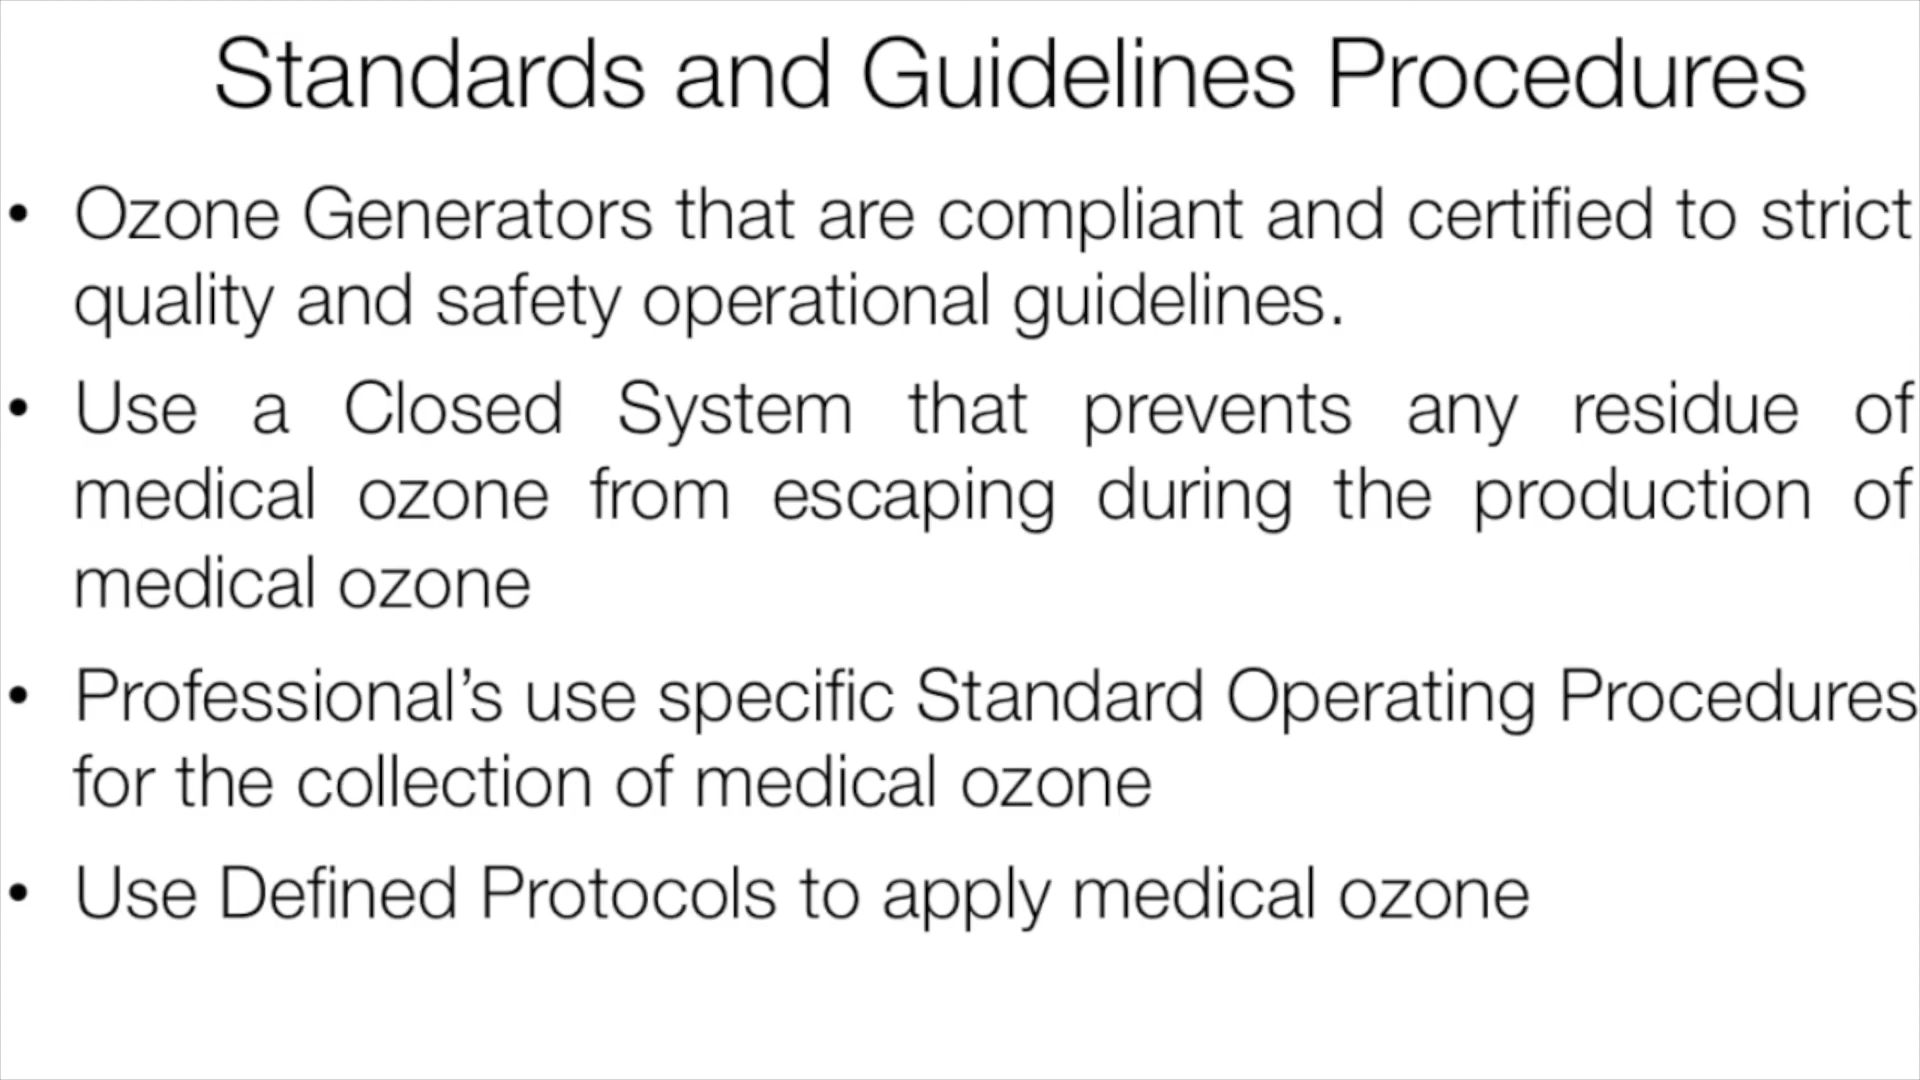 Standards and Guidelines Procedures
• Ozone Generators that are compliant and certified to strict
quality and safety operational guidelines.
• Use a Closed System that prevents any residue of
medical ozone from escaping during the production of
medical ozone
• Professional’s use specific Standard Operating Procedures
for the collection of medical ozone
• Use Defined Protocols to apply medical ozone